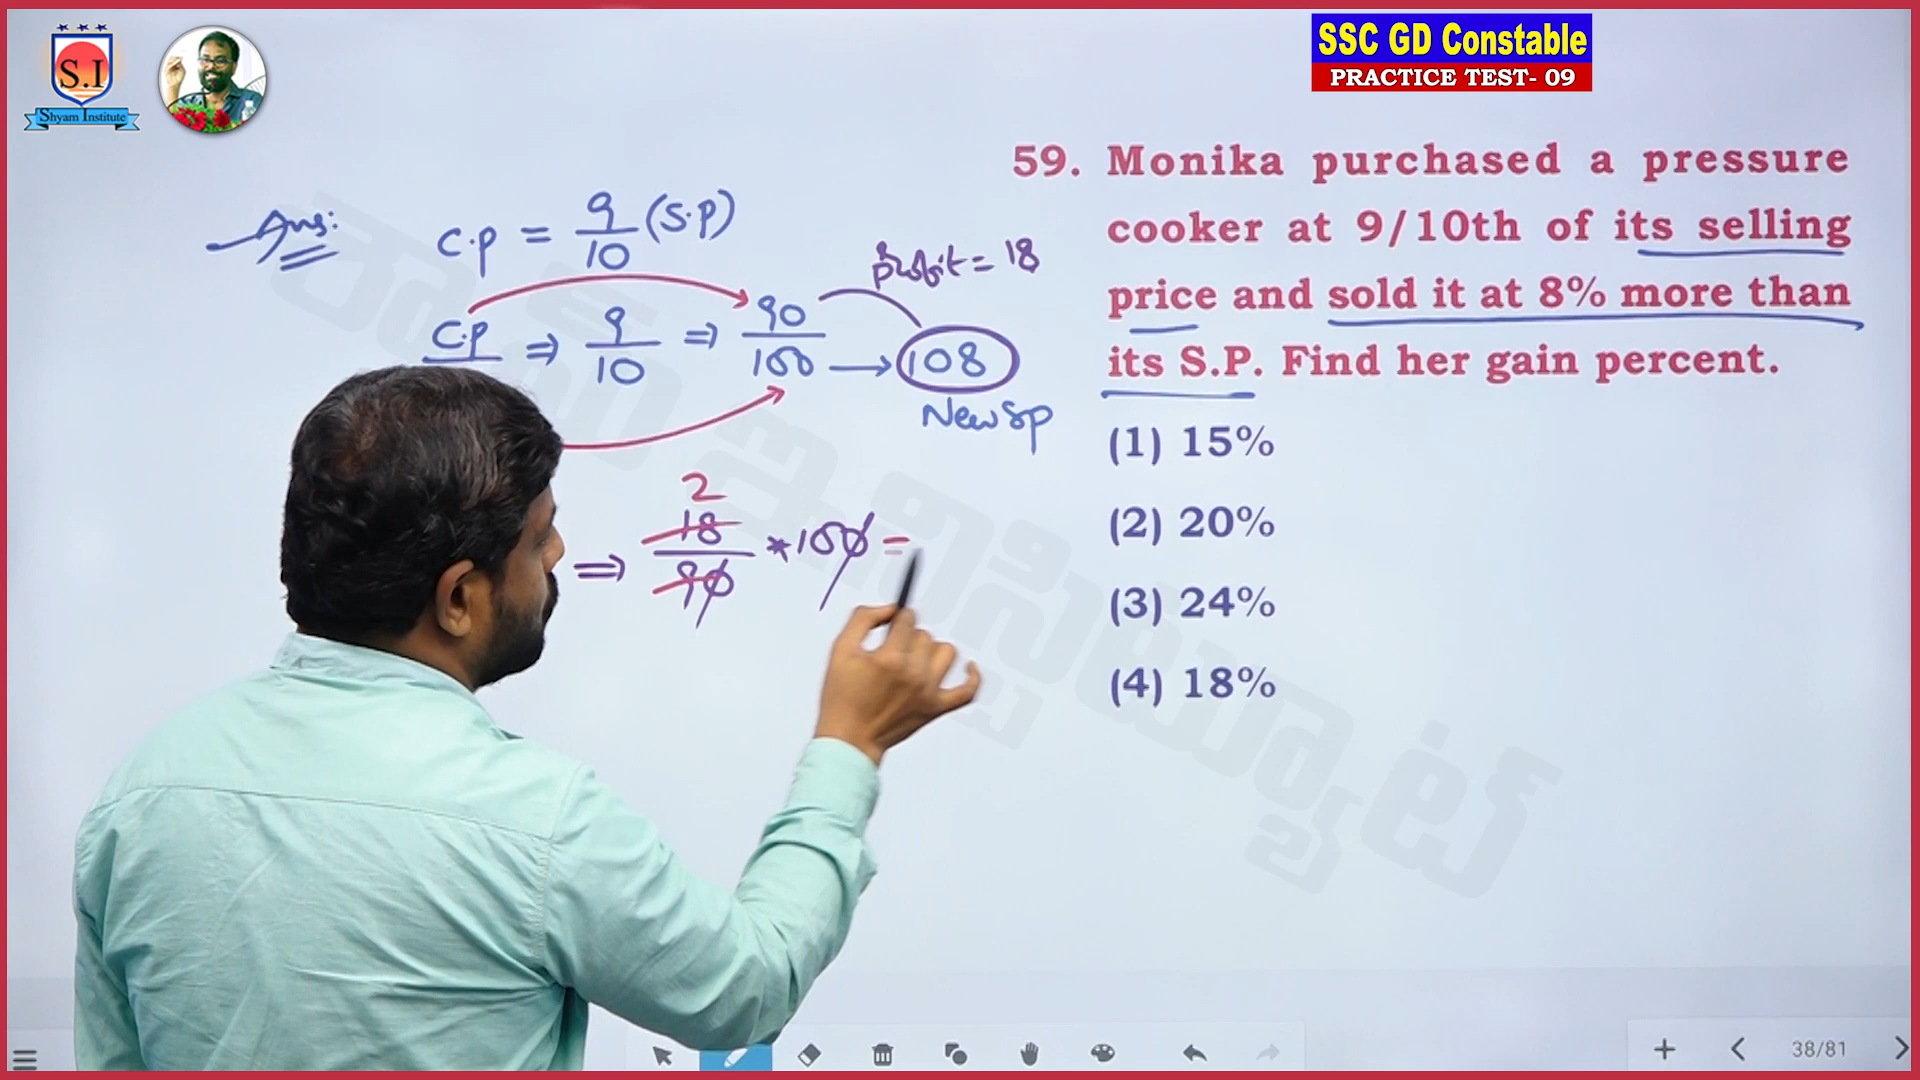 S.I
Shyam Institute
SSC GD Constable
PRACTICE TEST- 09
59. Monika purchased a pressure
cooker at 9/10th of its selling
price and sold it at 8% more than
its S.P. Find her gain percent.
(1) 15%
(2) 20%
(3) 24%
(4) 18%
Ans:
C.P = 9/10 (S.P)
Profit = 18
C.P ⇒ 9/10 ⇒ 90/100 → 108
New SP
2
⇒ 18/90 * 100 =
శ్యామ్ ఇన్‌స్టిట్యూట్
38/81